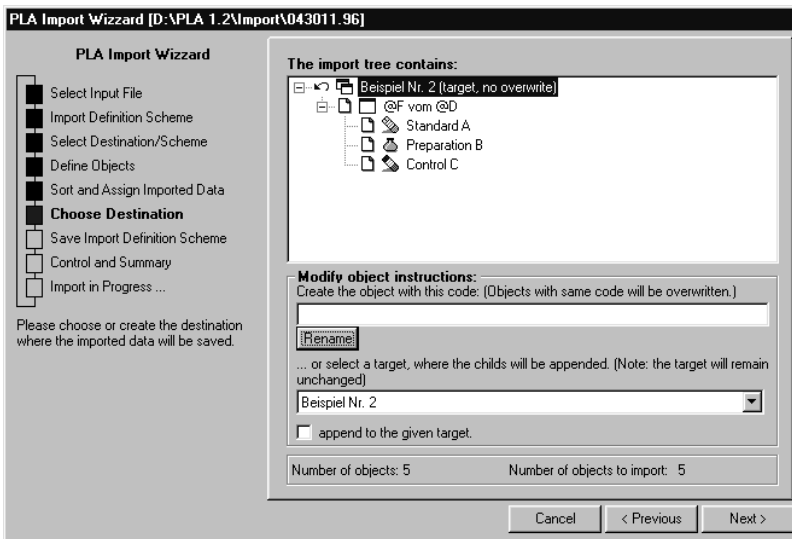 PLA Import Wizzard [D:\PLA 1.2\Import\043011.96]
PLA Import Wizzard
Select Input File
Import Definition Scheme
Select Destination/Scheme
Define Objects
Sort and Assign Imported Data
Choose Destination
Save Import Definition Scheme
Control and Summary
Import in Progress ...
Please choose or create the destination
where the imported data will be saved.
The import tree contains:
Beispiel Nr. 2 (target, no overwrite)
@F vom @D
Standard A
Preparation B
Control C
Modify object instructions:
Create the object with this code: (Objects with same code will be overwritten.)
Rename
... or select a target, where the childs will be appended. (Note: the target will remain
unchanged)
Beispiel Nr. 2
append to the given target.
Number of objects: 5 Number of objects to import: 5
Cancel < Previous Next >